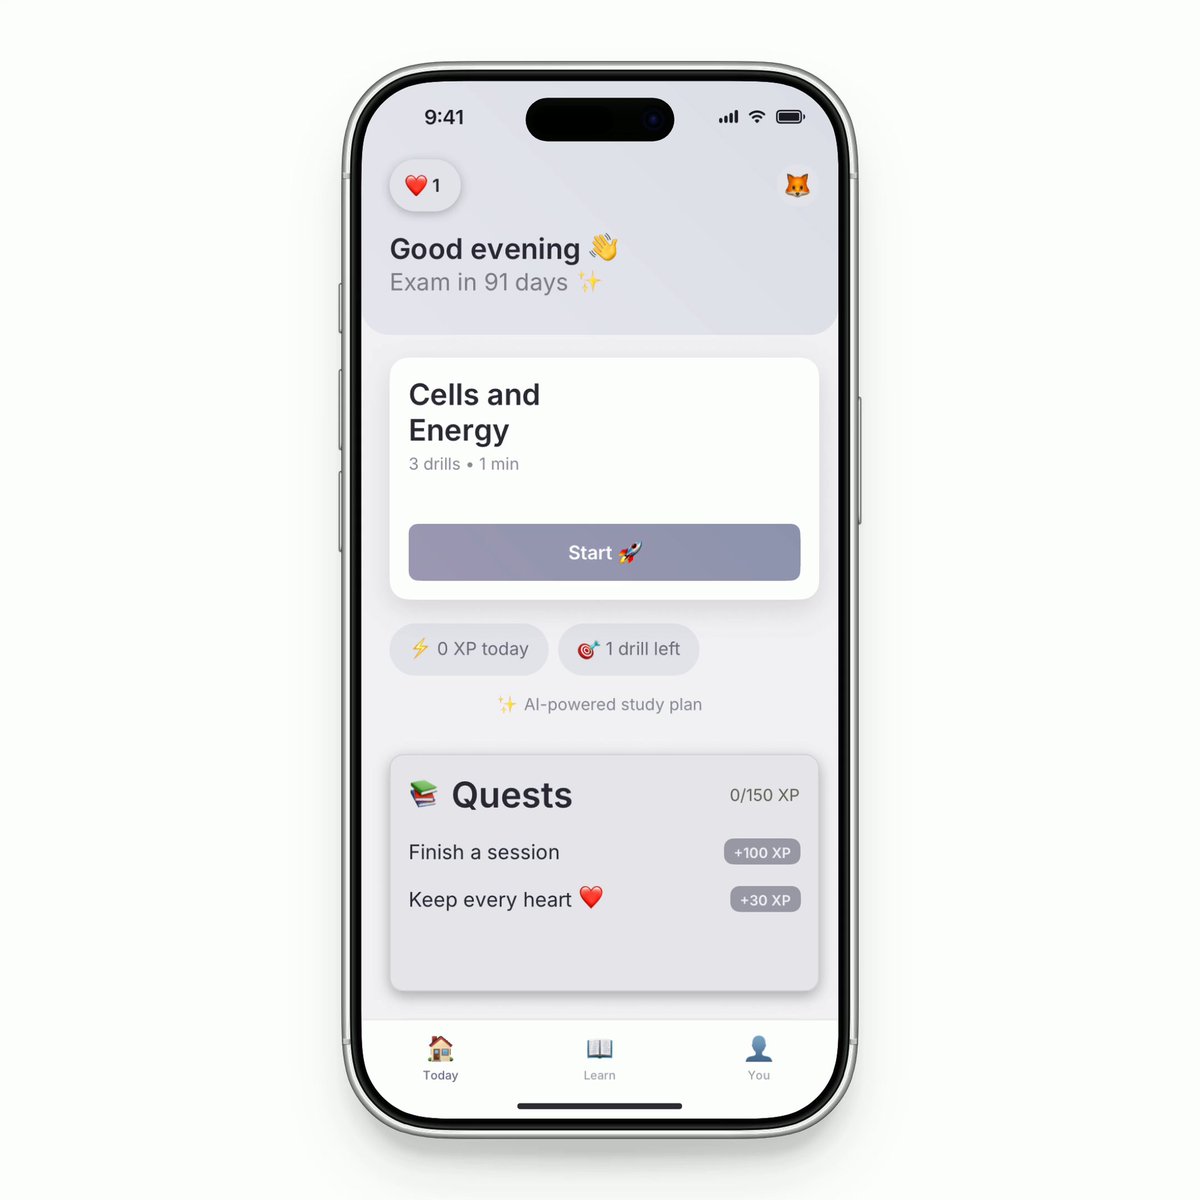 9:41
❤️ 1
Good evening 👋
Exam in 91 days ✨
Cells and
Energy
3 drills • 1 min
Start 🚀
⚡ 0 XP today
🎯 1 drill left
✨ AI-powered study plan
📚 Quests
0/150 XP
Finish a session
+100 XP
Keep every heart ❤️
+30 XP
Today
Learn
You